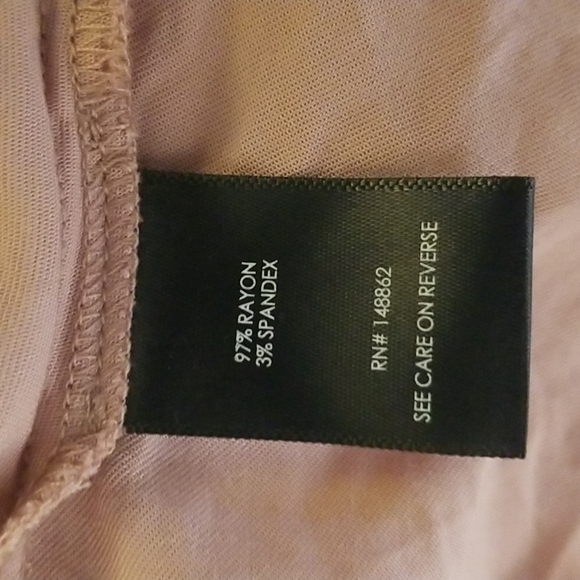 97% RAYON
3% SPANDEX
RN# 148862
SEE CARE ON REVERSE